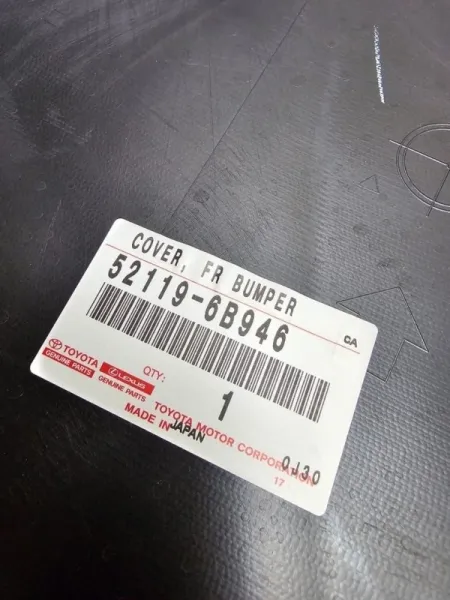 COVER, FR BUMPER
52119-6B946
CA
TOYOTA
GENUINE PARTS
LEXUS
GENUINE PARTS
QTY:
1
TOYOTA MOTOR CORPORATION
MADE IN JAPAN
0J30
17